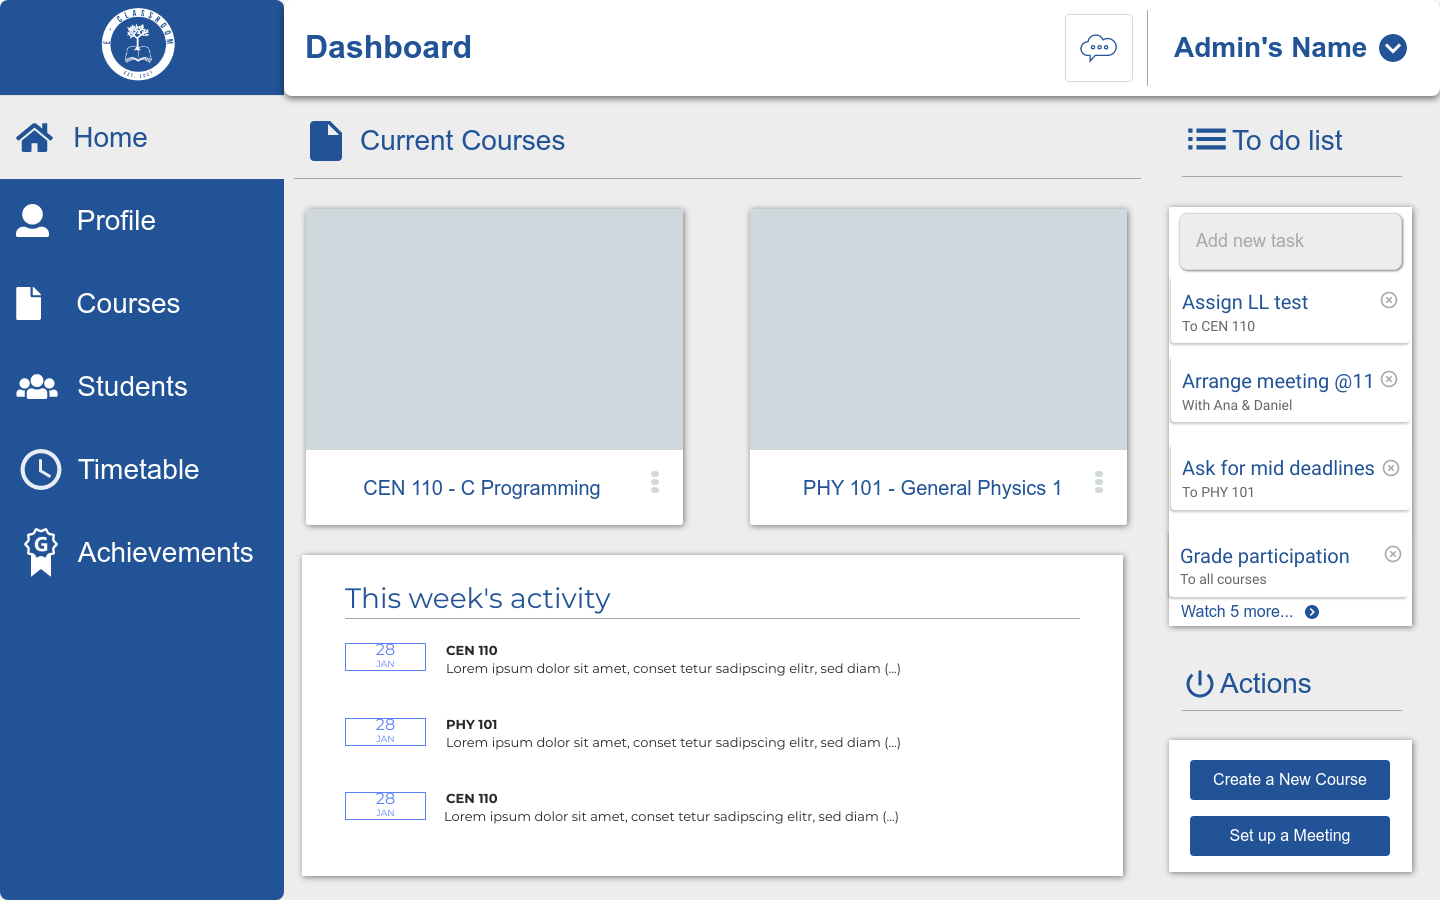 E - CLASSROOM
EST. 2021
Dashboard
Admin's Name
Home
Profile
Courses
Students
Timetable
G
Achievements
Current Courses
CEN 110 - C Programming
PHY 101 - General Physics 1
This week's activity
28
JAN
CEN 110
Lorem ipsum dolor sit amet, conset tetur sadipscing elitr, sed diam (...)
28
JAN
PHY 101
Lorem ipsum dolor sit amet, conset tetur sadipscing elitr, sed diam (...)
28
JAN
CEN 110
Lorem ipsum dolor sit amet, conset tetur sadipscing elitr, sed diam (...)
To do list
Add new task
Assign LL test
To CEN 110
Arrange meeting @11
With Ana & Daniel
Ask for mid deadlines
To PHY 101
Grade participation
To all courses
Watch 5 more...
Actions
Create a New Course
Set up a Meeting